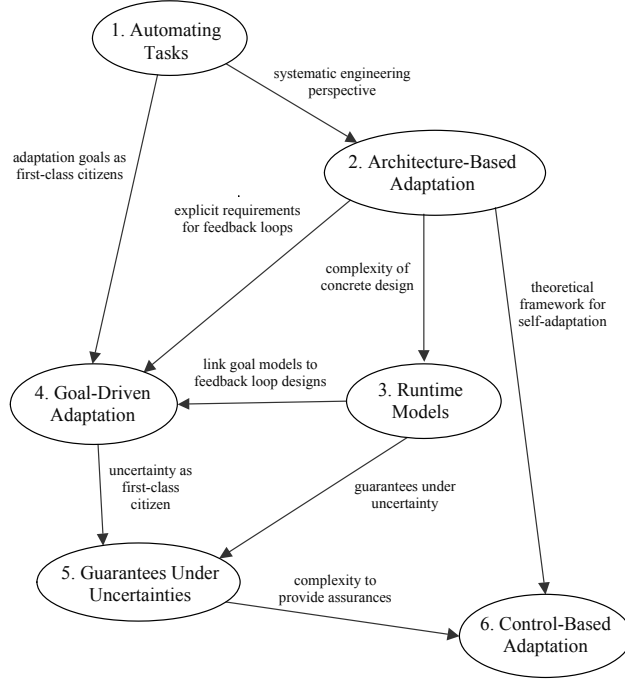 1. Automating
Tasks
systematic engineering
perspective
adaptation goals as
first-class citizens
2. Architecture-Based
Adaptation
explicit requirements
for feedback loops
complexity of
concrete design
theoretical
framework for
self-adaptation
link goal models to
feedback loop designs
4. Goal-Driven
Adaptation
3. Runtime
Models
uncertainty as
first-class
citizen
guarantees under
uncertainty
5. Guarantees Under
Uncertainties
complexity to
provide assurances
6. Control-Based
Adaptation